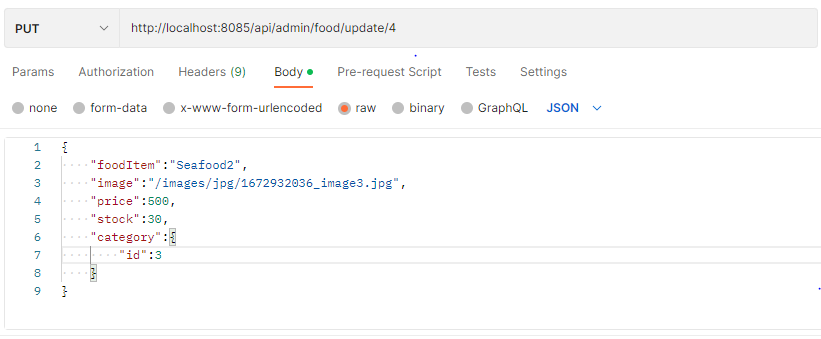 PUT http://localhost:8085/api/admin/food/update/4
Params Authorization Headers (9) Body Pre-request Script Tests Settings
none form-data x-www-form-urlencoded raw binary GraphQL JSON
1 {
2 "foodItem":"Seafood2",
3 "image":"/images/jpg/1672932036_image3.jpg",
4 "price":500,
5 "stock":30,
6 "category":{
7 "id":3
8 }
9 }